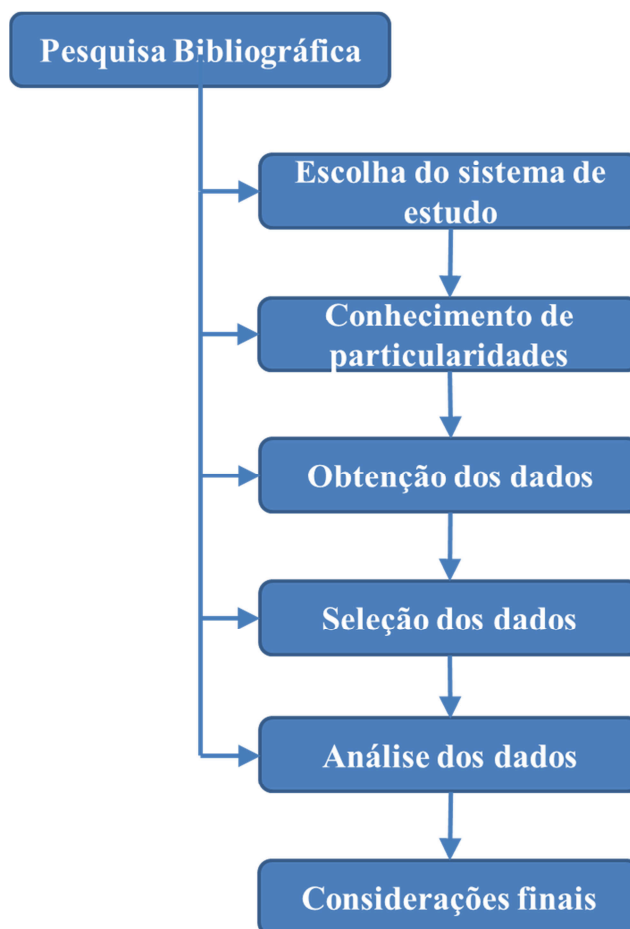 Pesquisa Bibliográfica
Escolha do sistema de
estudo
Conhecimento de
particularidades
Obtenção dos dados
Seleção dos dados
Análise dos dados
Considerações finais